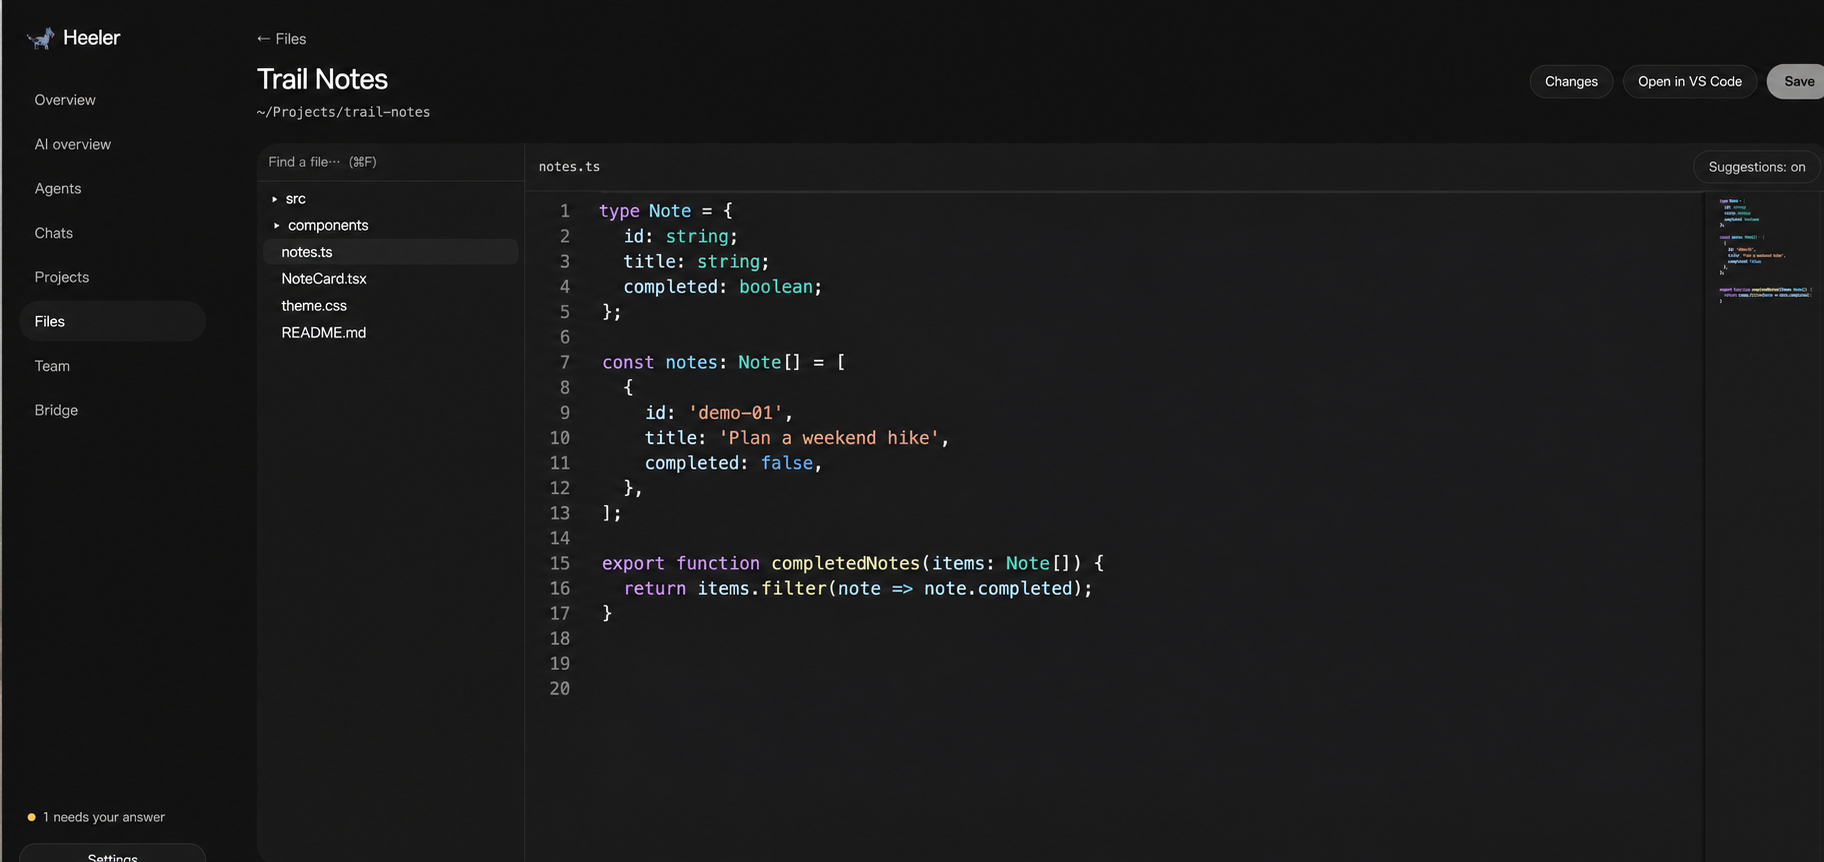 Heeler
Overview
AI overview
Agents
Chats
Projects
Files
Team
Bridge
1 needs your answer
Settings
← Files
Trail Notes
~/Projects/trail-notes
Changes
Open in VS Code
Save
Find a file… (⌘F)
▸ src
▸ components
notes.ts
NoteCard.tsx
theme.css
README.md
notes.ts
Suggestions: on
1 type Note = {
2   id: string;
3   title: string;
4   completed: boolean;
5 };
6
7 const notes: Note[] = [
8   {
9     id: 'demo-01',
10     title: 'Plan a weekend hike',
11     completed: false,
12   },
13 ];
14
15 export function completedNotes(items: Note[]) {
16   return items.filter(note => note.completed);
17 }
18
19
20